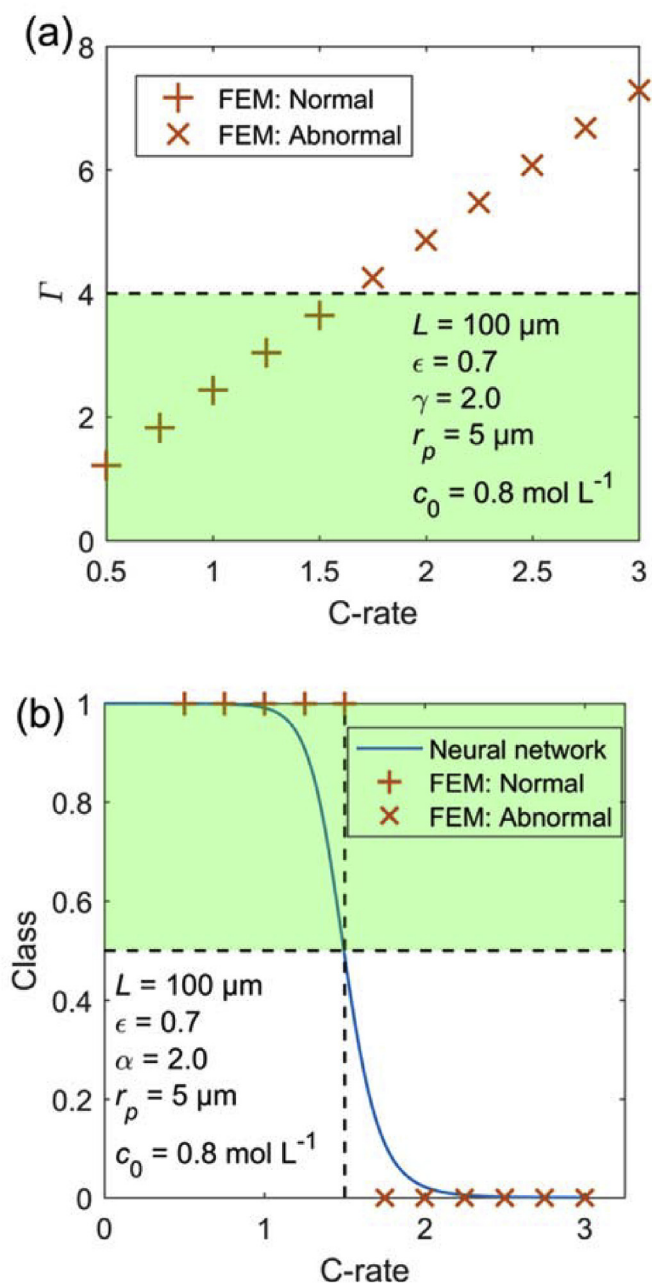 (a)
8
FEM: Normal
FEM: Abnormal
6
Γ
4
L = 100 μm
ϵ = 0.7
γ = 2.0
r_p = 5 μm
c_0 = 0.8 mol L^-1
2
0
0.5 1 1.5 2 2.5 3
C-rate
(b)
1
Neural network
FEM: Normal
FEM: Abnormal
0.8
0.6
Class
0.4
L = 100 μm
ϵ = 0.7
α = 2.0
r_p = 5 μm
c_0 = 0.8 mol L^-1
0.2
0
0 1 2 3
C-rate